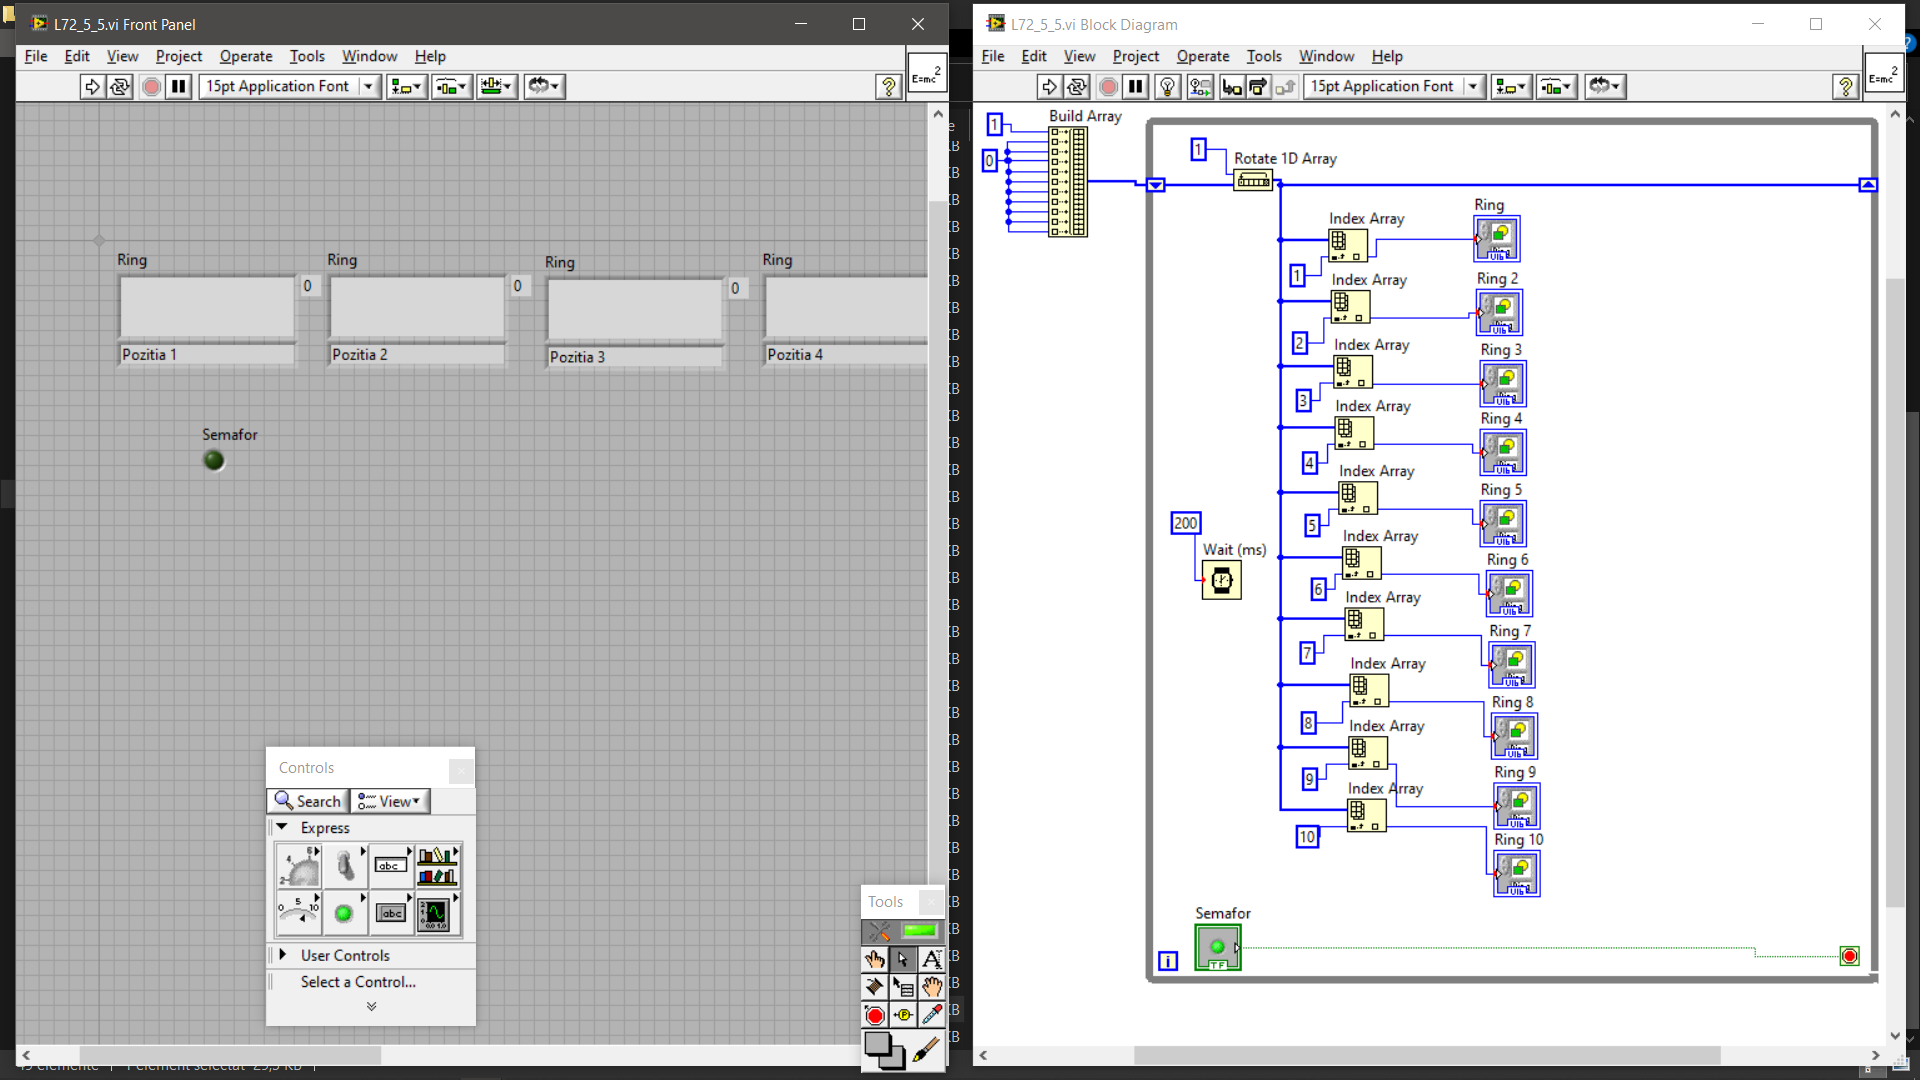 L72_5_5.vi Front Panel
File Edit View Project Operate Tools Window Help
15pt Application Font
?
E=mc2
Ring
0
Pozitia 1
Ring
0
Pozitia 2
Ring
0
Pozitia 3
Ring
Pozitia 4
Semafor
Controls
Search
View
Express
User Controls
Select a Control...
Tools
L72_5_5.vi Block Diagram
File Edit View Project Operate Tools Window Help
15pt Application Font
?
E=mc2
Build Array
1
0
1
Rotate 1D Array
Index Array
1
Ring
Index Array
2
Ring 2
Index Array
3
Ring 3
Index Array
4
Ring 4
Index Array
5
Ring 5
200
Wait (ms)
Index Array
6
Ring 6
Index Array
7
Ring 7
Index Array
8
Ring 8
Index Array
9
Ring 9
Index Array
10
Ring 10
Semafor
TF
i